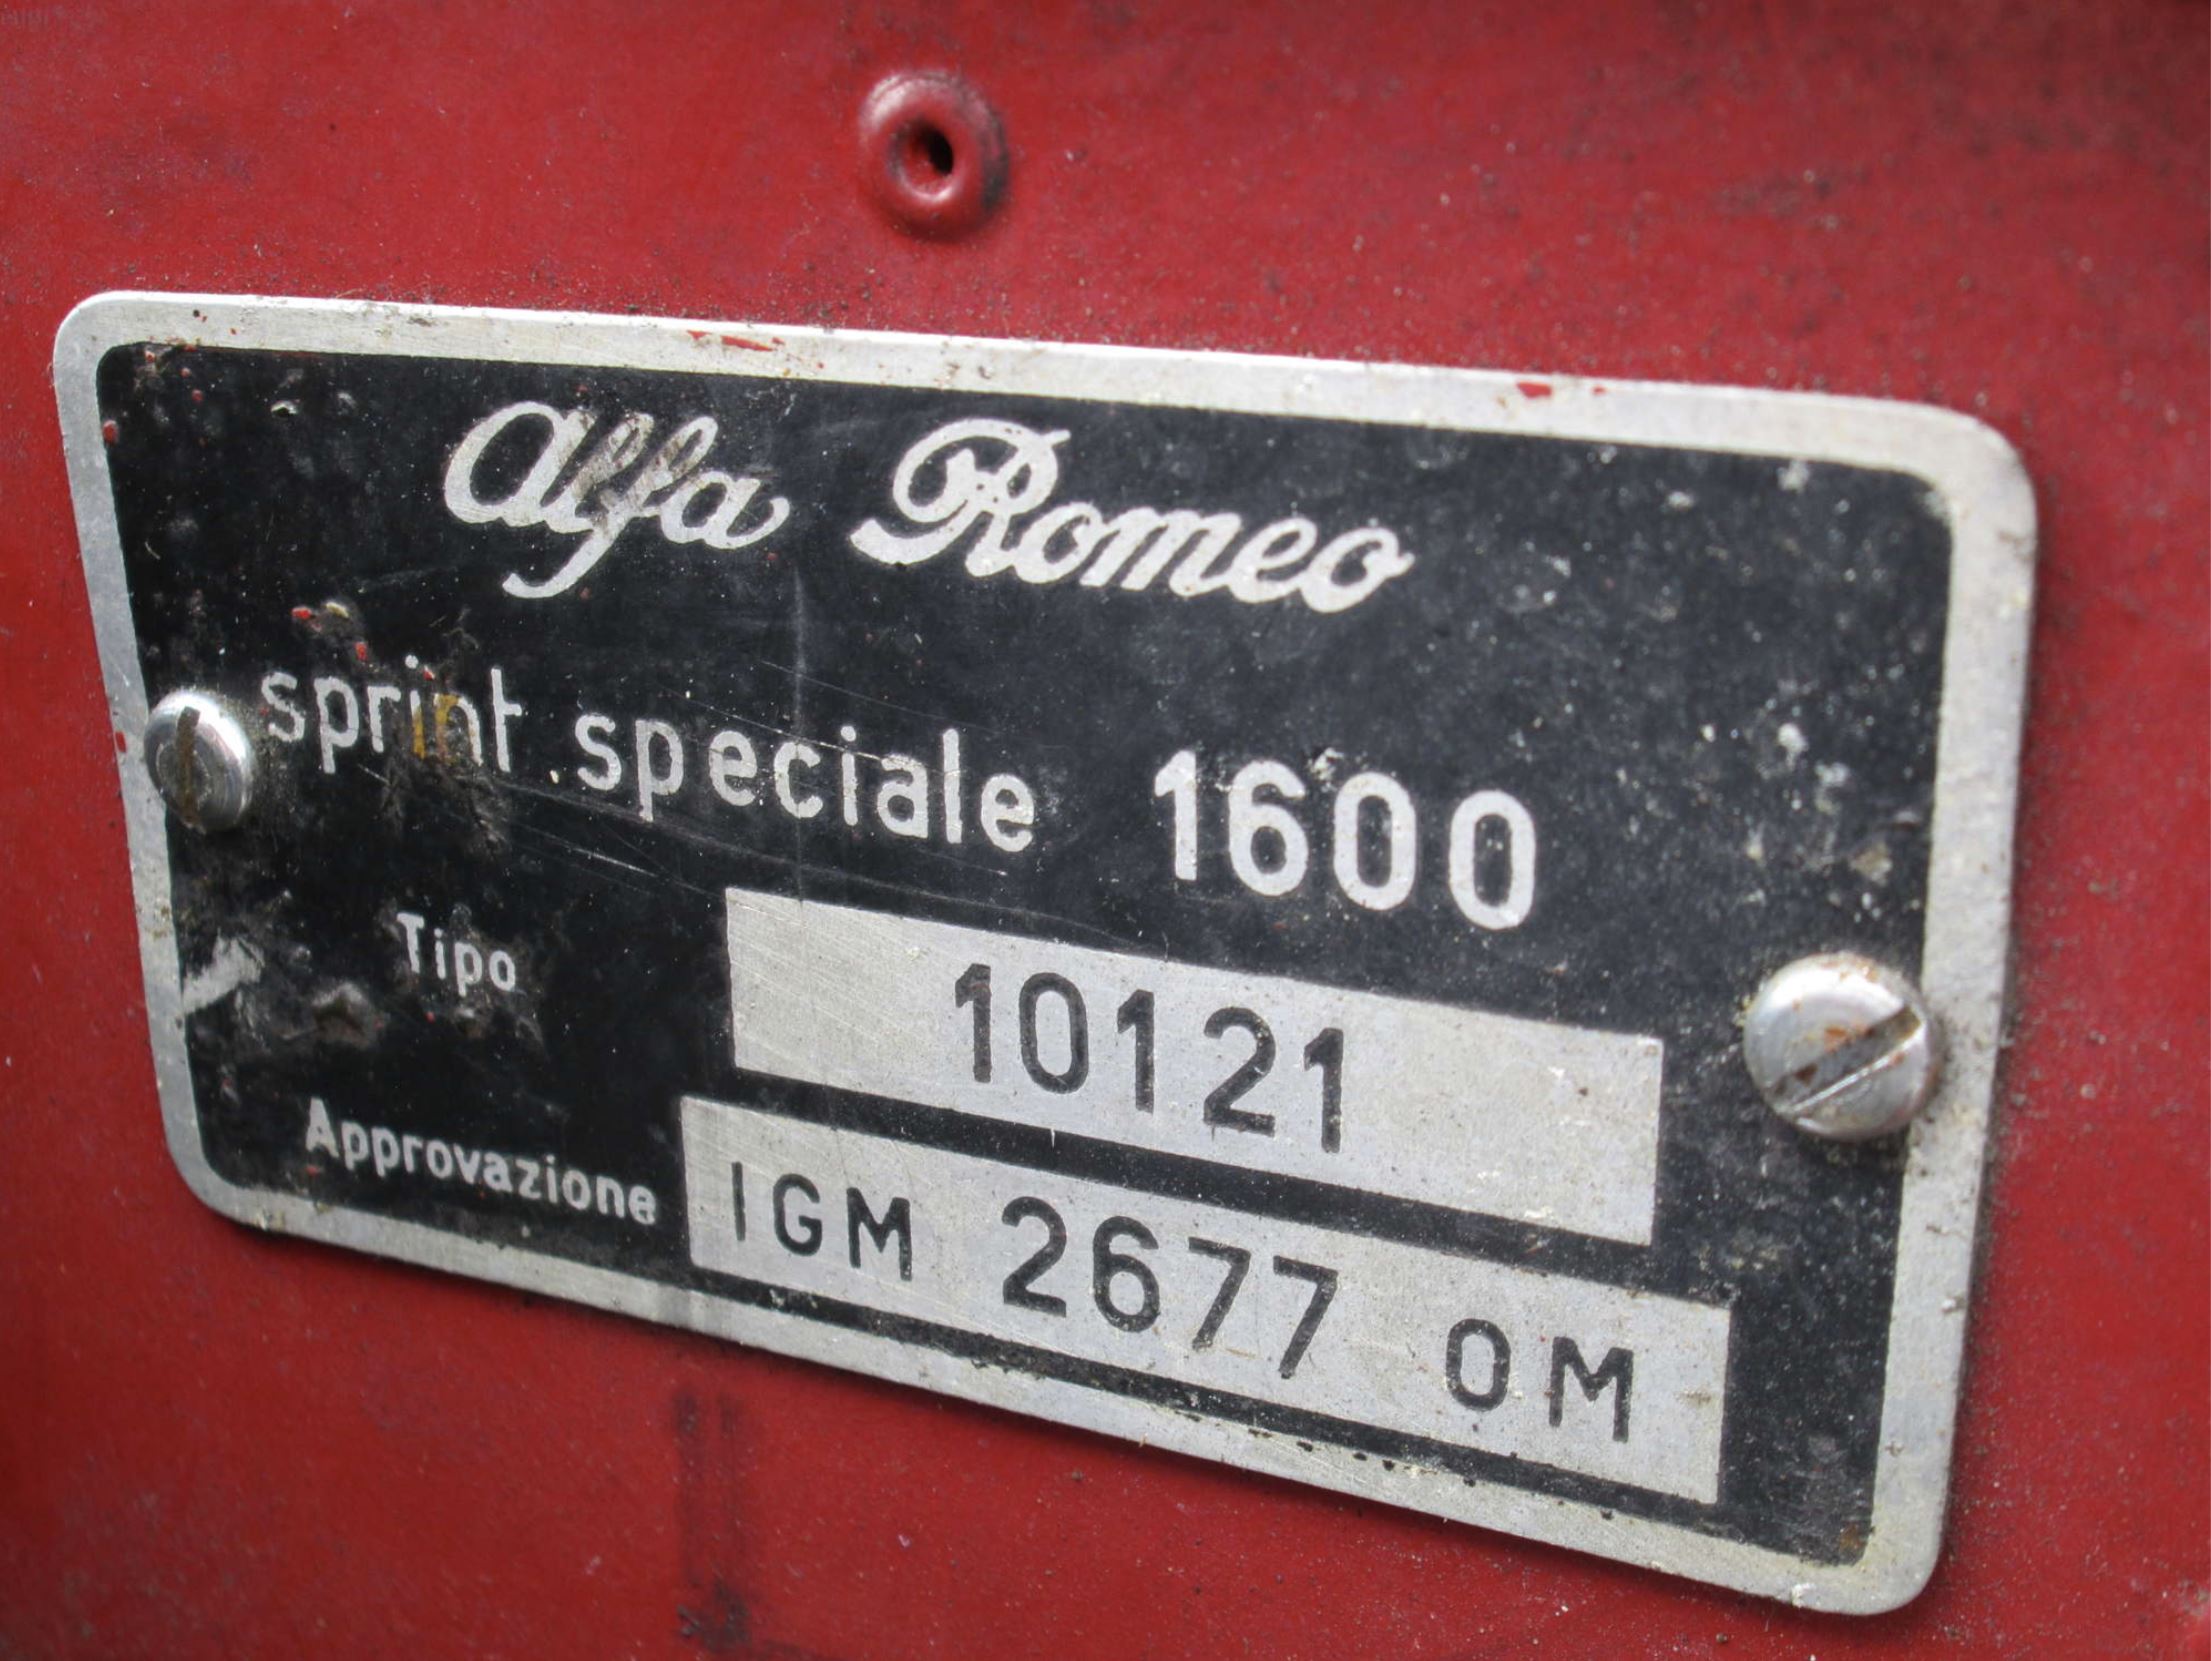 Alfa Romeo
sprint speciale 1600
Tipo 10121
Approvazione IGM 2677 OM